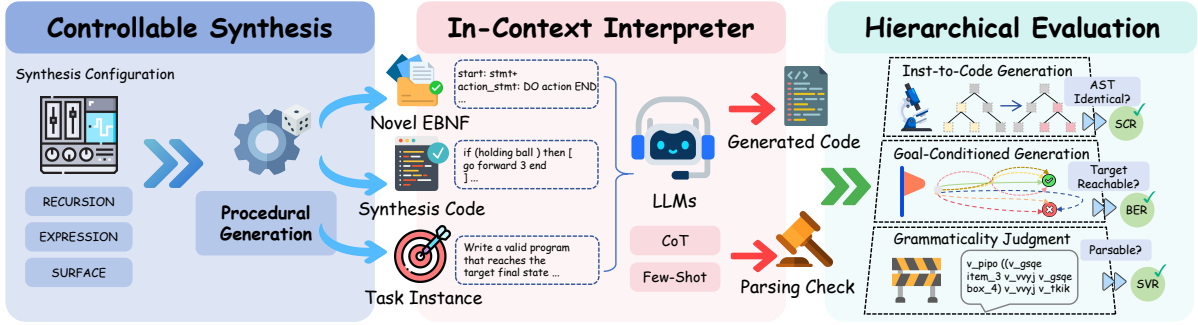 Controllable Synthesis
Synthesis Configuration
RECURSION
EXPRESSION
SURFACE
Procedural
Generation
In-Context Interpreter
Novel EBNF
start: stmt+
action_stmt: DO action END
...
Synthesis Code
if (holding ball ) then [
go forward 3 end
] ...
Task Instance
Write a valid program
that reaches the
target final state ...
LLMs
CoT
Few-Shot
Generated Code
Parsing Check
Hierarchical Evaluation
Inst-to-Code Generation
AST
Identical?
SCR
Goal-Conditioned Generation
Target
Reachable?
BER
Grammaticality Judgment
v_pipo ((v_gsqe
item_3 v_vvyj v_gsqe
box_4) v_vvyj v_tkik
Parsable?
SVR